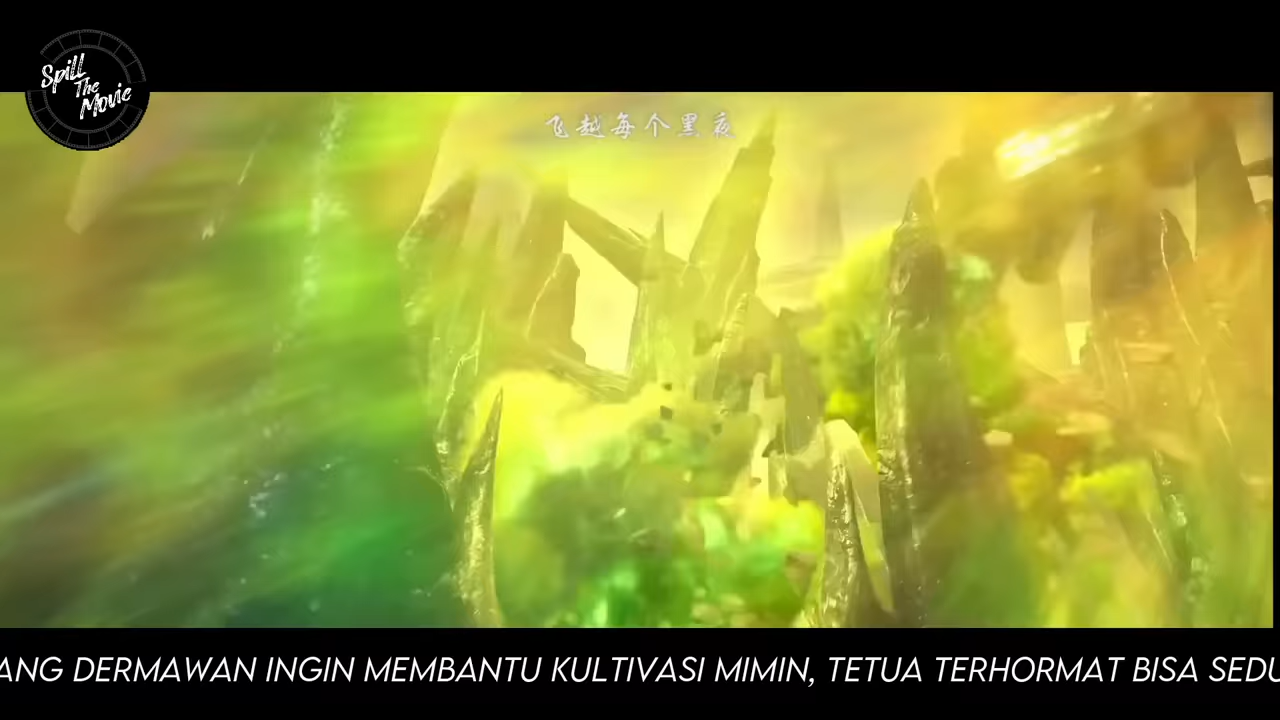 Spill
The
Movie
飞越每个黑夜
ANG DERMAWAN INGIN MEMBANTU KULTIVASI MIMIN, TETUA TERHORMAT BISA SEDU